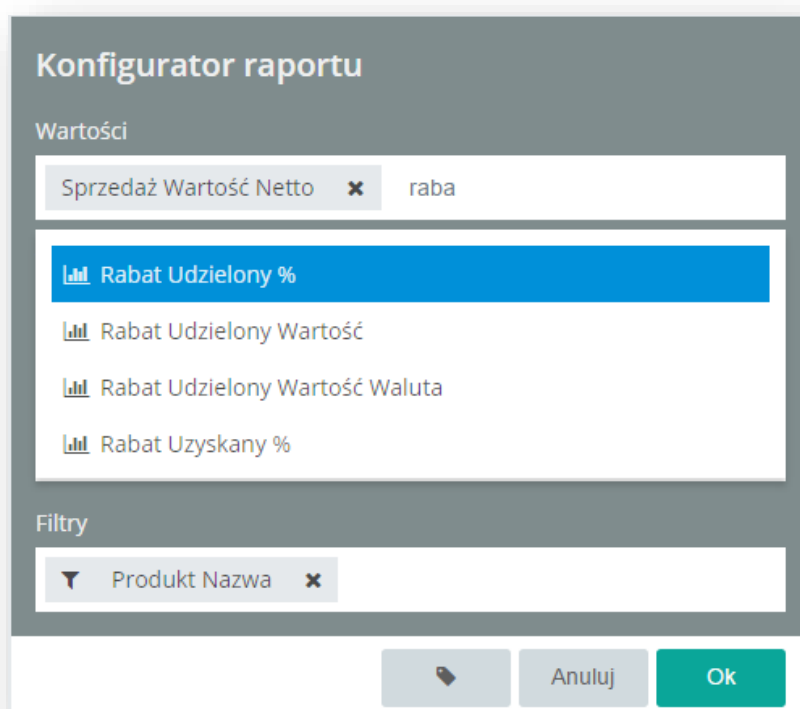 Konfigurator raportu
Wartości
Sprzedaż Wartość Netto raba
Rabat Udzielony %
Rabat Udzielony Wartość
Rabat Udzielony Wartość Waluta
Rabat Uzyskany %
Filtry
Produkt Nazwa
Anuluj Ok